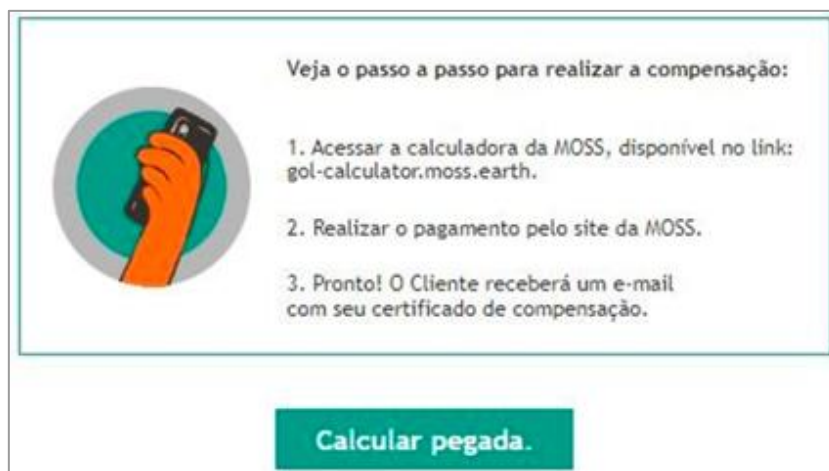 Veja o passo a passo para realizar a compensação:
1. Acessar a calculadora da MOSS, disponível no link:
gol-calculator.moss.earth.
2. Realizar o pagamento pelo site da MOSS.
3. Pronto! O Cliente receberá um e-mail
com seu certificado de compensação.
Calcular pegada.